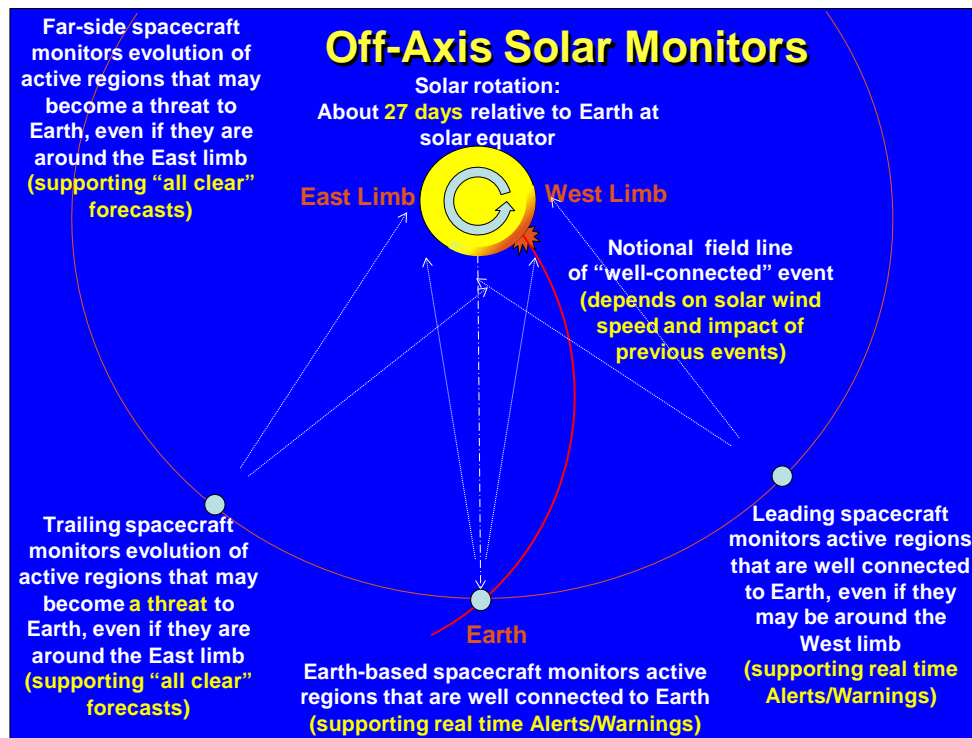 Off-Axis Solar Monitors
Far-side spacecraft
monitors evolution of
active regions that may
become a threat to
Earth, even if they are
around the East limb
(supporting “all clear”
forecasts)
Solar rotation:
About 27 days relative to Earth at
solar equator
East Limb
West Limb
Notional field line
of “well-connected” event
(depends on solar wind
speed and impact of
previous events)
Trailing spacecraft
monitors evolution of
active regions that may
become a threat to
Earth, even if they are
around the East limb
(supporting “all clear”
forecasts)
Earth
Earth-based spacecraft monitors active
regions that are well connected to Earth
(supporting real time Alerts/Warnings)
Leading spacecraft
monitors active regions
that are well connected
to Earth, even if they
may be around the
West limb
(supporting real time
Alerts/Warnings)